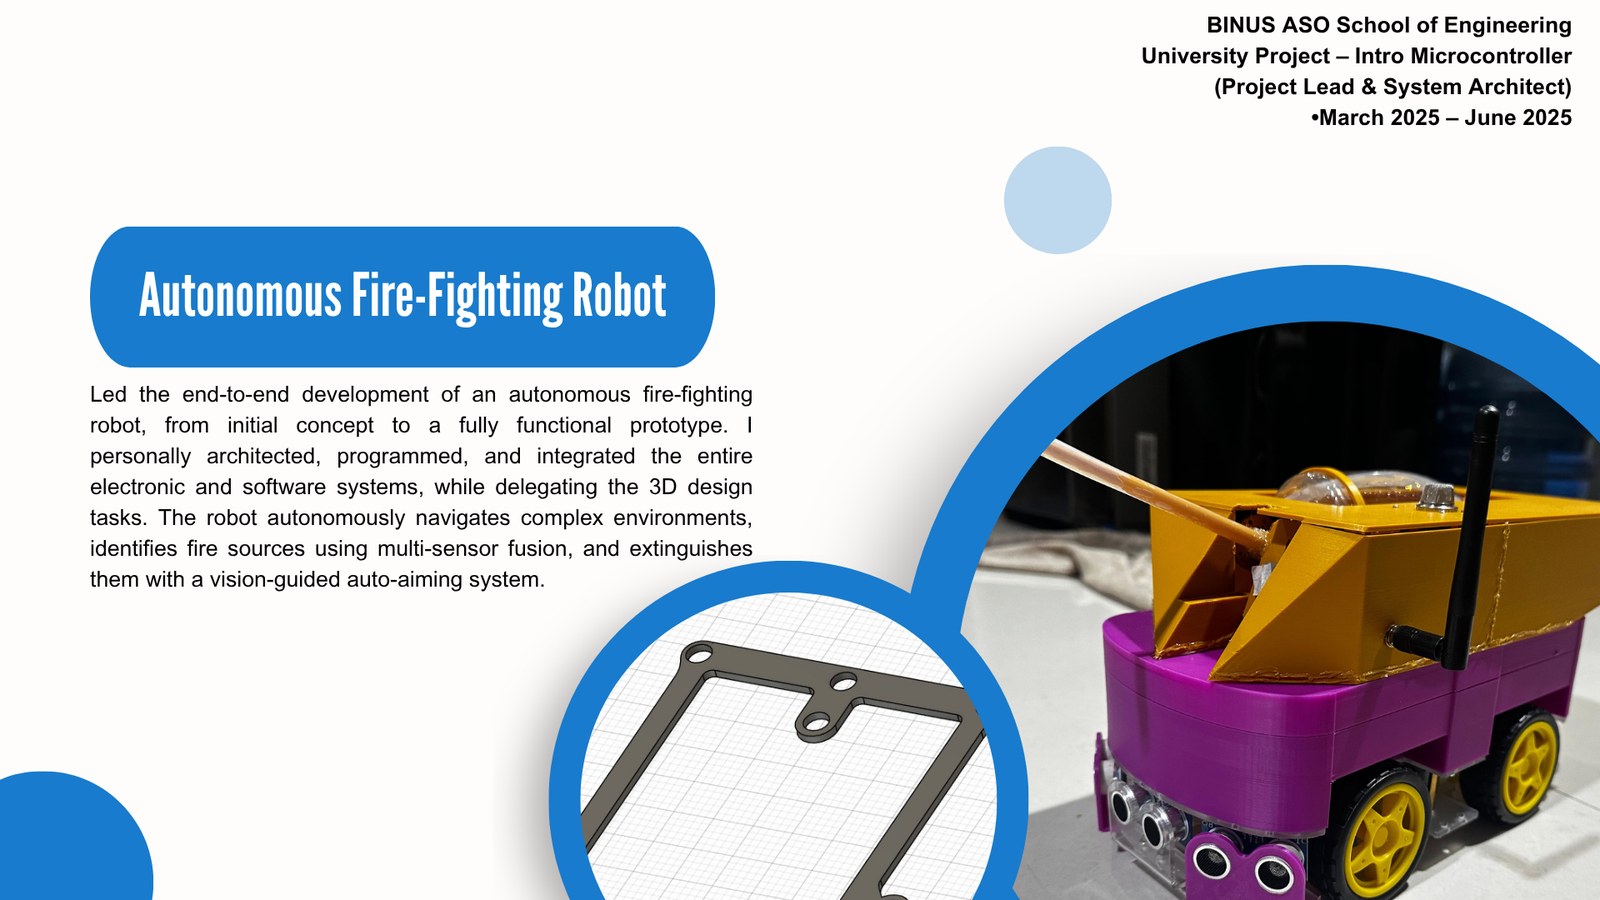 BINUS ASO School of Engineering
University Project – Intro Microcontroller
(Project Lead & System Architect)
•March 2025 – June 2025
Autonomous Fire-Fighting Robot
Led the end-to-end development of an autonomous fire-fighting
robot, from initial concept to a fully functional prototype. I
personally architected, programmed, and integrated the entire
electronic and software systems, while delegating the 3D design
tasks. The robot autonomously navigates complex environments,
identifies fire sources using multi-sensor fusion, and extinguishes
them with a vision-guided auto-aiming system.